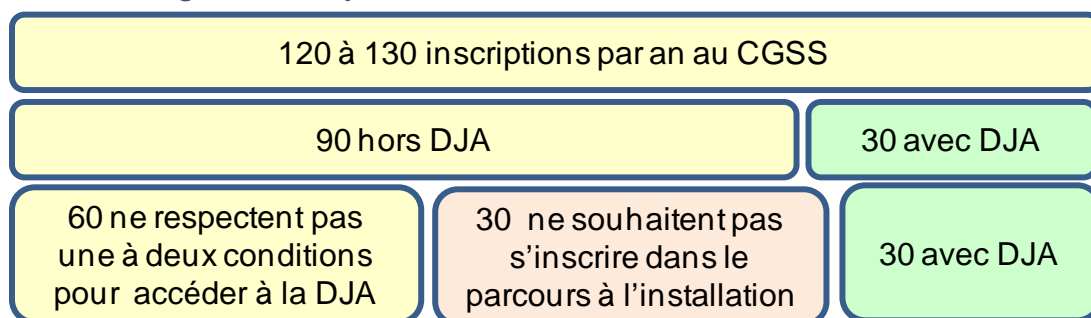 120 à 130 inscriptions par an au CGSS
90 hors DJA
30 avec DJA
60 ne respectent pas
une à deux conditions
pour accéder à la DJA
30 ne souhaitent pas
s'inscrire dans le
parcours à l'installation
30 avec DJA